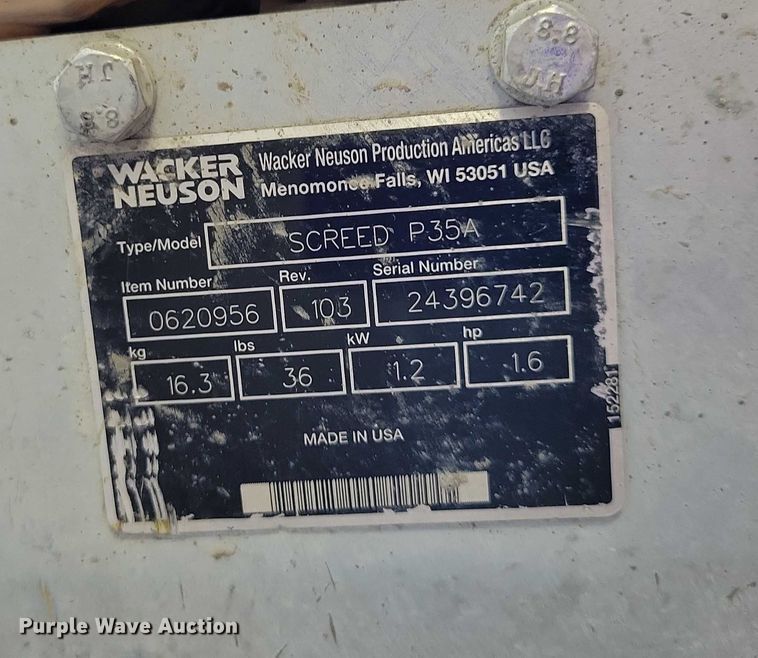 JH
8.8
8.8
JH
WACKER
NEUSON
Wacker Neuson Production Americas LLC
Menomonee Falls, WI 53051 USA
Type/Model SCREED P35A
Item Number Rev. Serial Number
0620956 103 24396742
kg lbs kW hp
16.3 36 1.2 1.6
152281
MADE IN USA
Purple Wave Auction